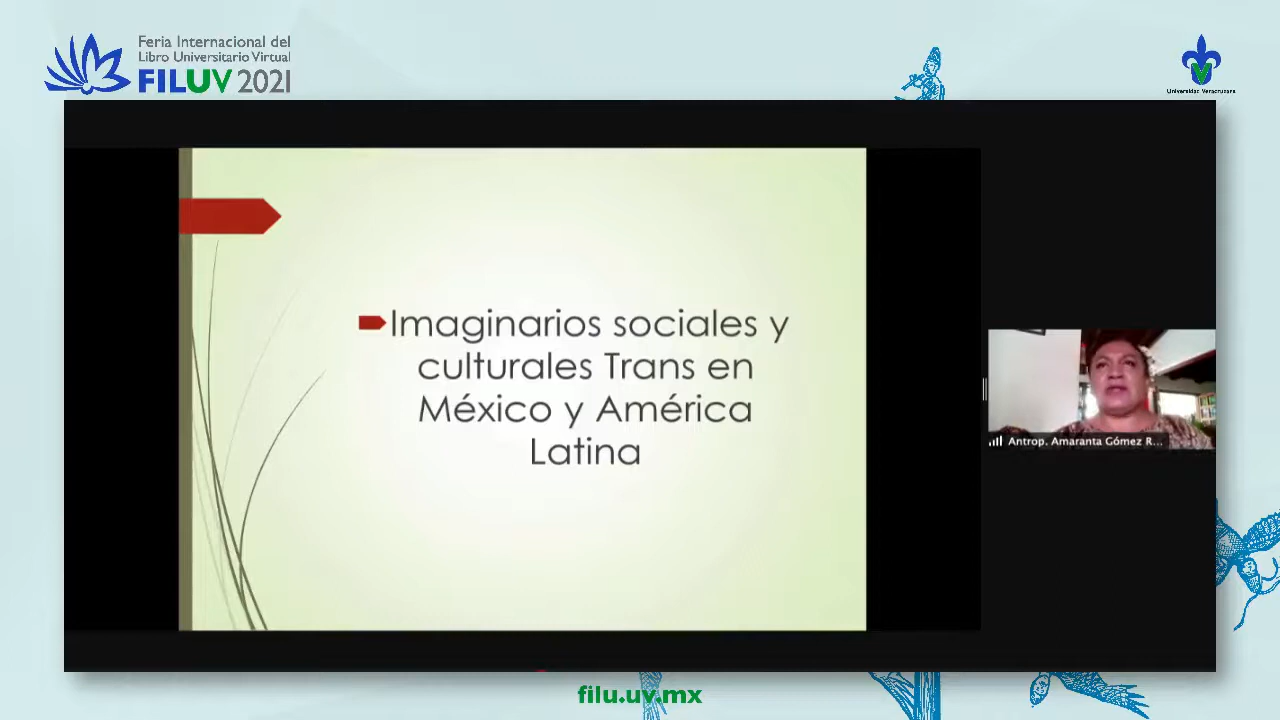 Feria Internacional del
Libro Universitario Virtual
FILUV 2021
Universidad Veracruzana
Imaginarios sociales y
culturales Trans en
México y América
Latina
Antrop. Amaranta Gómez R...
filu.uv.mx